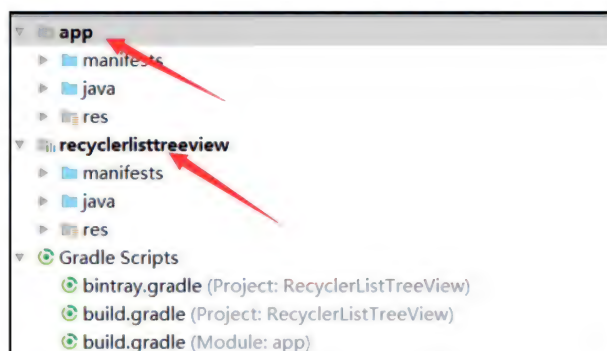 app
manifests
java
res
recyclerlisttreeview
manifests
java
res
Gradle Scripts
bintray.gradle (Project: RecyclerListTreeView)
build.gradle (Project: RecyclerListTreeView)
build.gradle (Module: app)